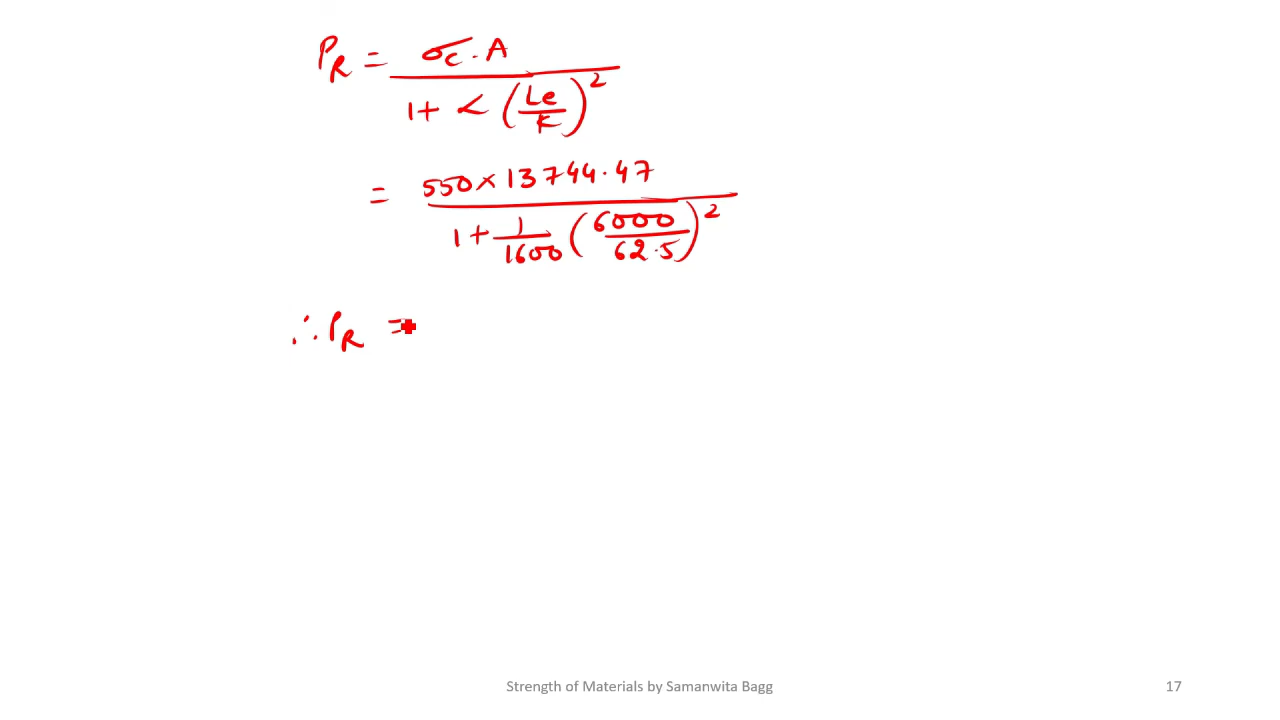 P_R = σc·A / 1 + α (Le/K)²
= 550 × 13744.47 / 1 + 1/1600 (6000/62.5)²
∴ P_R =
Strength of Materials by Samanwita Bagg 17